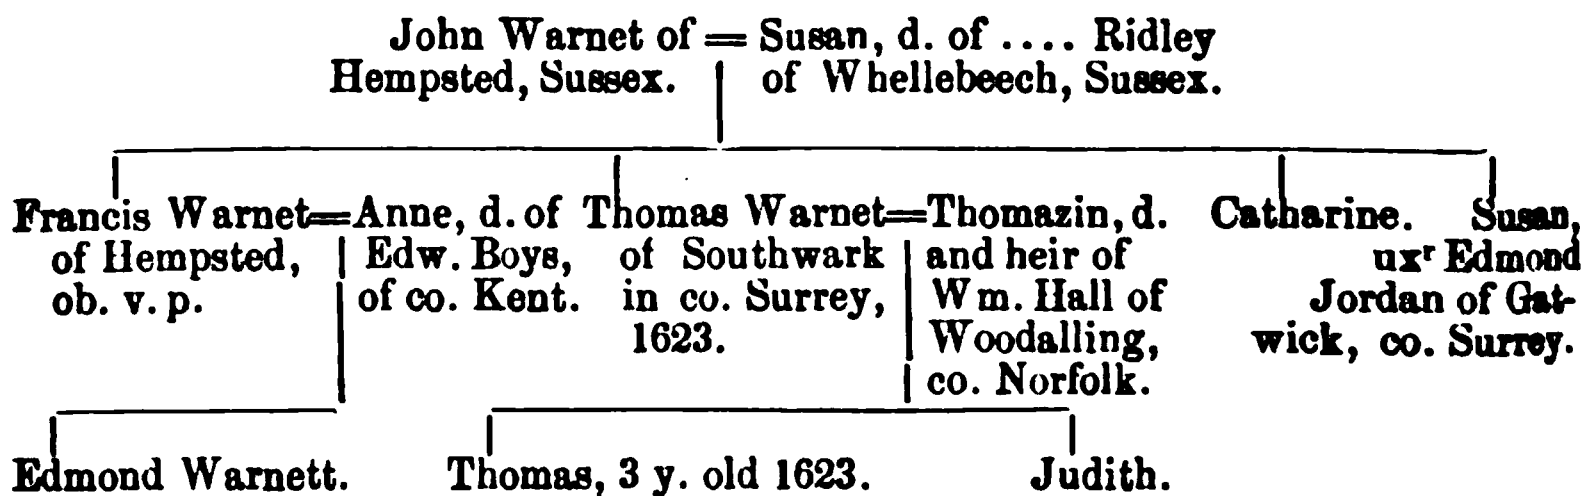 John Warnet of = Susan, d. of .... Ridley
Hempsted, Sussex. of Whellebeech, Sussex.
Francis Warnet=Anne, d. of Thomas Warnet=Thomazin, d. Catharine. Susan,
of Hempsted, Edw. Boys, of Southwark and heir of uxʳ Edmond
ob. v. p. of co. Kent. in co. Surrey, Wm. Hall of Jordan of Gat-
1623. Woodalling, wick, co. Surrey.
co. Norfolk.
Edmond Warnett. Thomas, 3 y. old 1623. Judith.